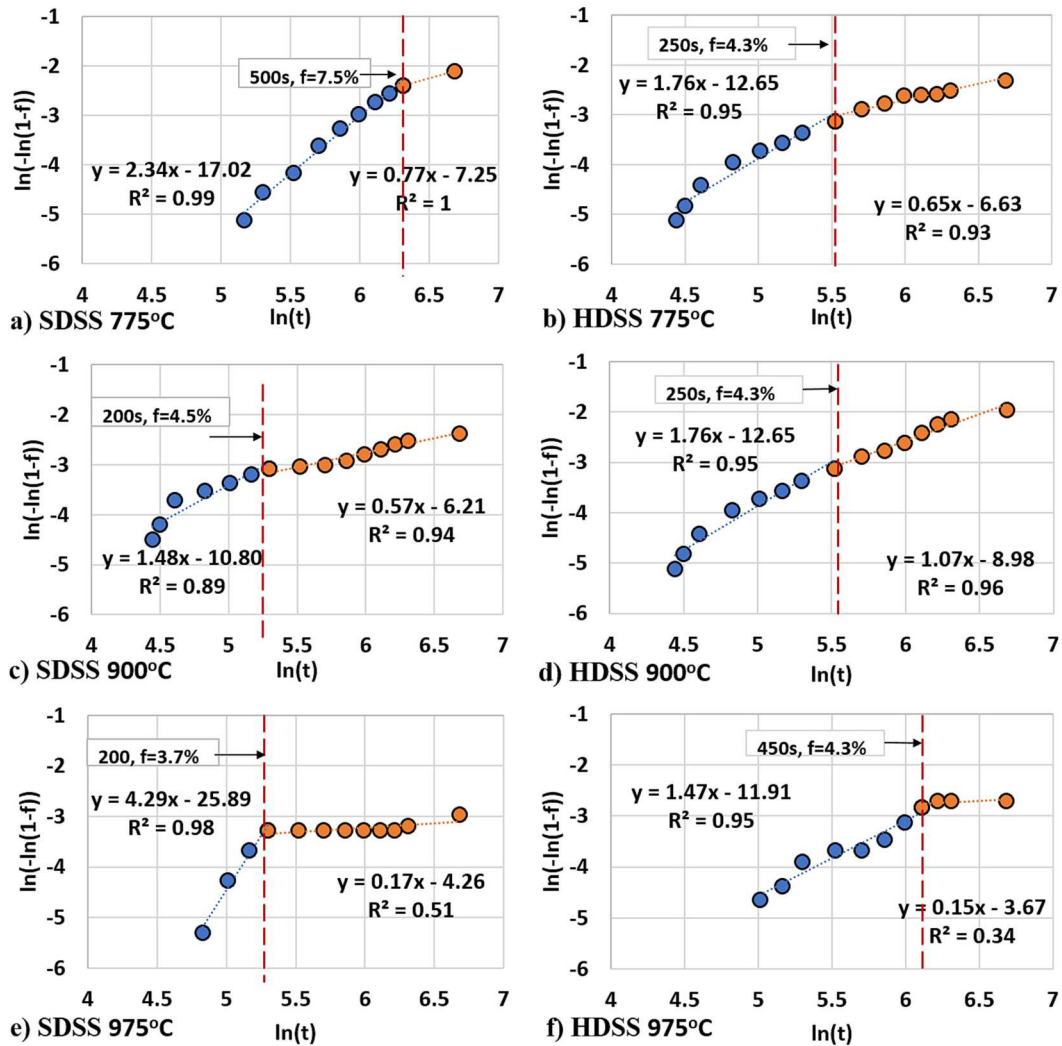 -1
-2
-3
-4
-5
-6
ln(-ln(1-f))
500s, f=7.5%
y = 2.34x - 17.02
R² = 0.99
y = 0.77x - 7.25
R² = 1
4 4.5 5 5.5 6 6.5 7
a) SDSS 775°C
ln(t)
-1
-2
-3
-4
-5
-6
ln(-ln(1-f))
250s, f=4.3%
y = 1.76x - 12.65
R² = 0.95
y = 0.65x - 6.63
R² = 0.93
4 4.5 5 5.5 6 6.5 7
b) HDSS 775°C
ln(t)
-1
-2
-3
-4
-5
-6
ln(-ln(1-f))
200s, f=4.5%
y = 1.48x - 10.80
R² = 0.89
y = 0.57x - 6.21
R² = 0.94
4 4.5 5 5.5 6 6.5 7
c) SDSS 900°C
ln(t)
-1
-2
-3
-4
-5
-6
ln(-ln(1-f))
250s, f=4.3%
y = 1.76x - 12.65
R² = 0.95
y = 1.07x - 8.98
R² = 0.96
4 4.5 5 5.5 6 6.5 7
d) HDSS 900°C
ln(t)
-1
-2
-3
-4
-5
-6
ln(-ln(1-f))
200, f=3.7%
y = 4.29x - 25.89
R² = 0.98
y = 0.17x - 4.26
R² = 0.51
4 4.5 5 5.5 6 6.5 7
e) SDSS 975°C
ln(t)
-1
-2
-3
-4
-5
-6
ln(-ln(1-f))
450s, f=4.3%
y = 1.47x - 11.91
R² = 0.95
y = 0.15x - 3.67
R² = 0.34
4 4.5 5 5.5 6 6.5 7
f) HDSS 975°C
ln(t)